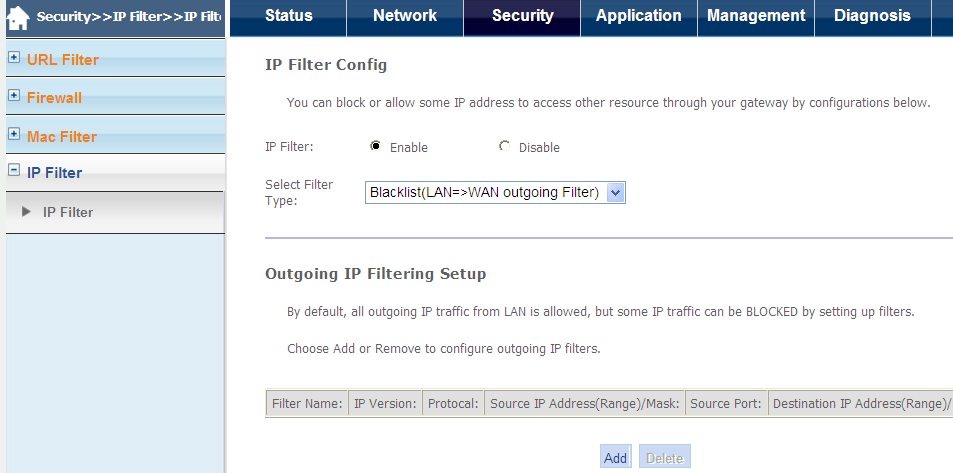 Security>>IP Filter>>IP Filt
Status Network Security Application Management Diagnosis
URL Filter
Firewall
Mac Filter
IP Filter
IP Filter
IP Filter Config
You can block or allow some IP address to access other resource through your gateway by configurations below.
IP Filter: Enable Disable
Select Filter
Type:
Blacklist(LAN=>WAN outgoing Filter)
Outgoing IP Filtering Setup
By default, all outgoing IP traffic from LAN is allowed, but some IP traffic can be BLOCKED by setting up filters.
Choose Add or Remove to configure outgoing IP filters.
Filter Name: IP Version: Protocal: Source IP Address(Range)/Mask: Source Port: Destination IP Address(Range)/
Add Delete